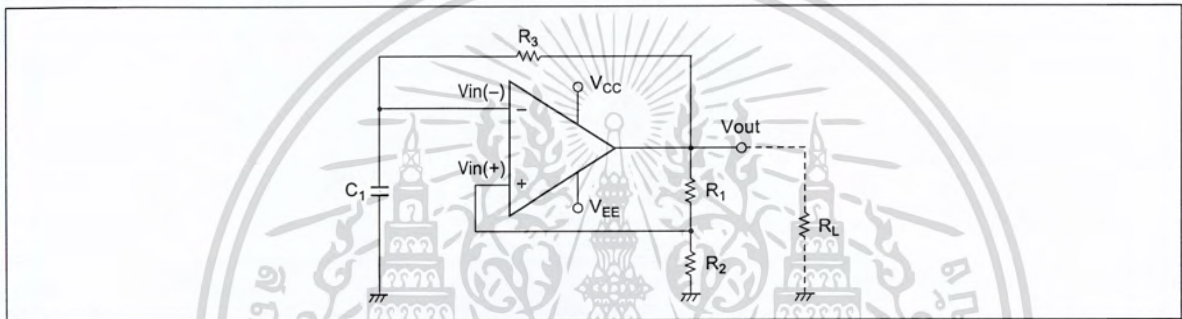 R3
Vin(−)
VCC
Vout
Vin(+)
C1
R1
VEE
RL
R2